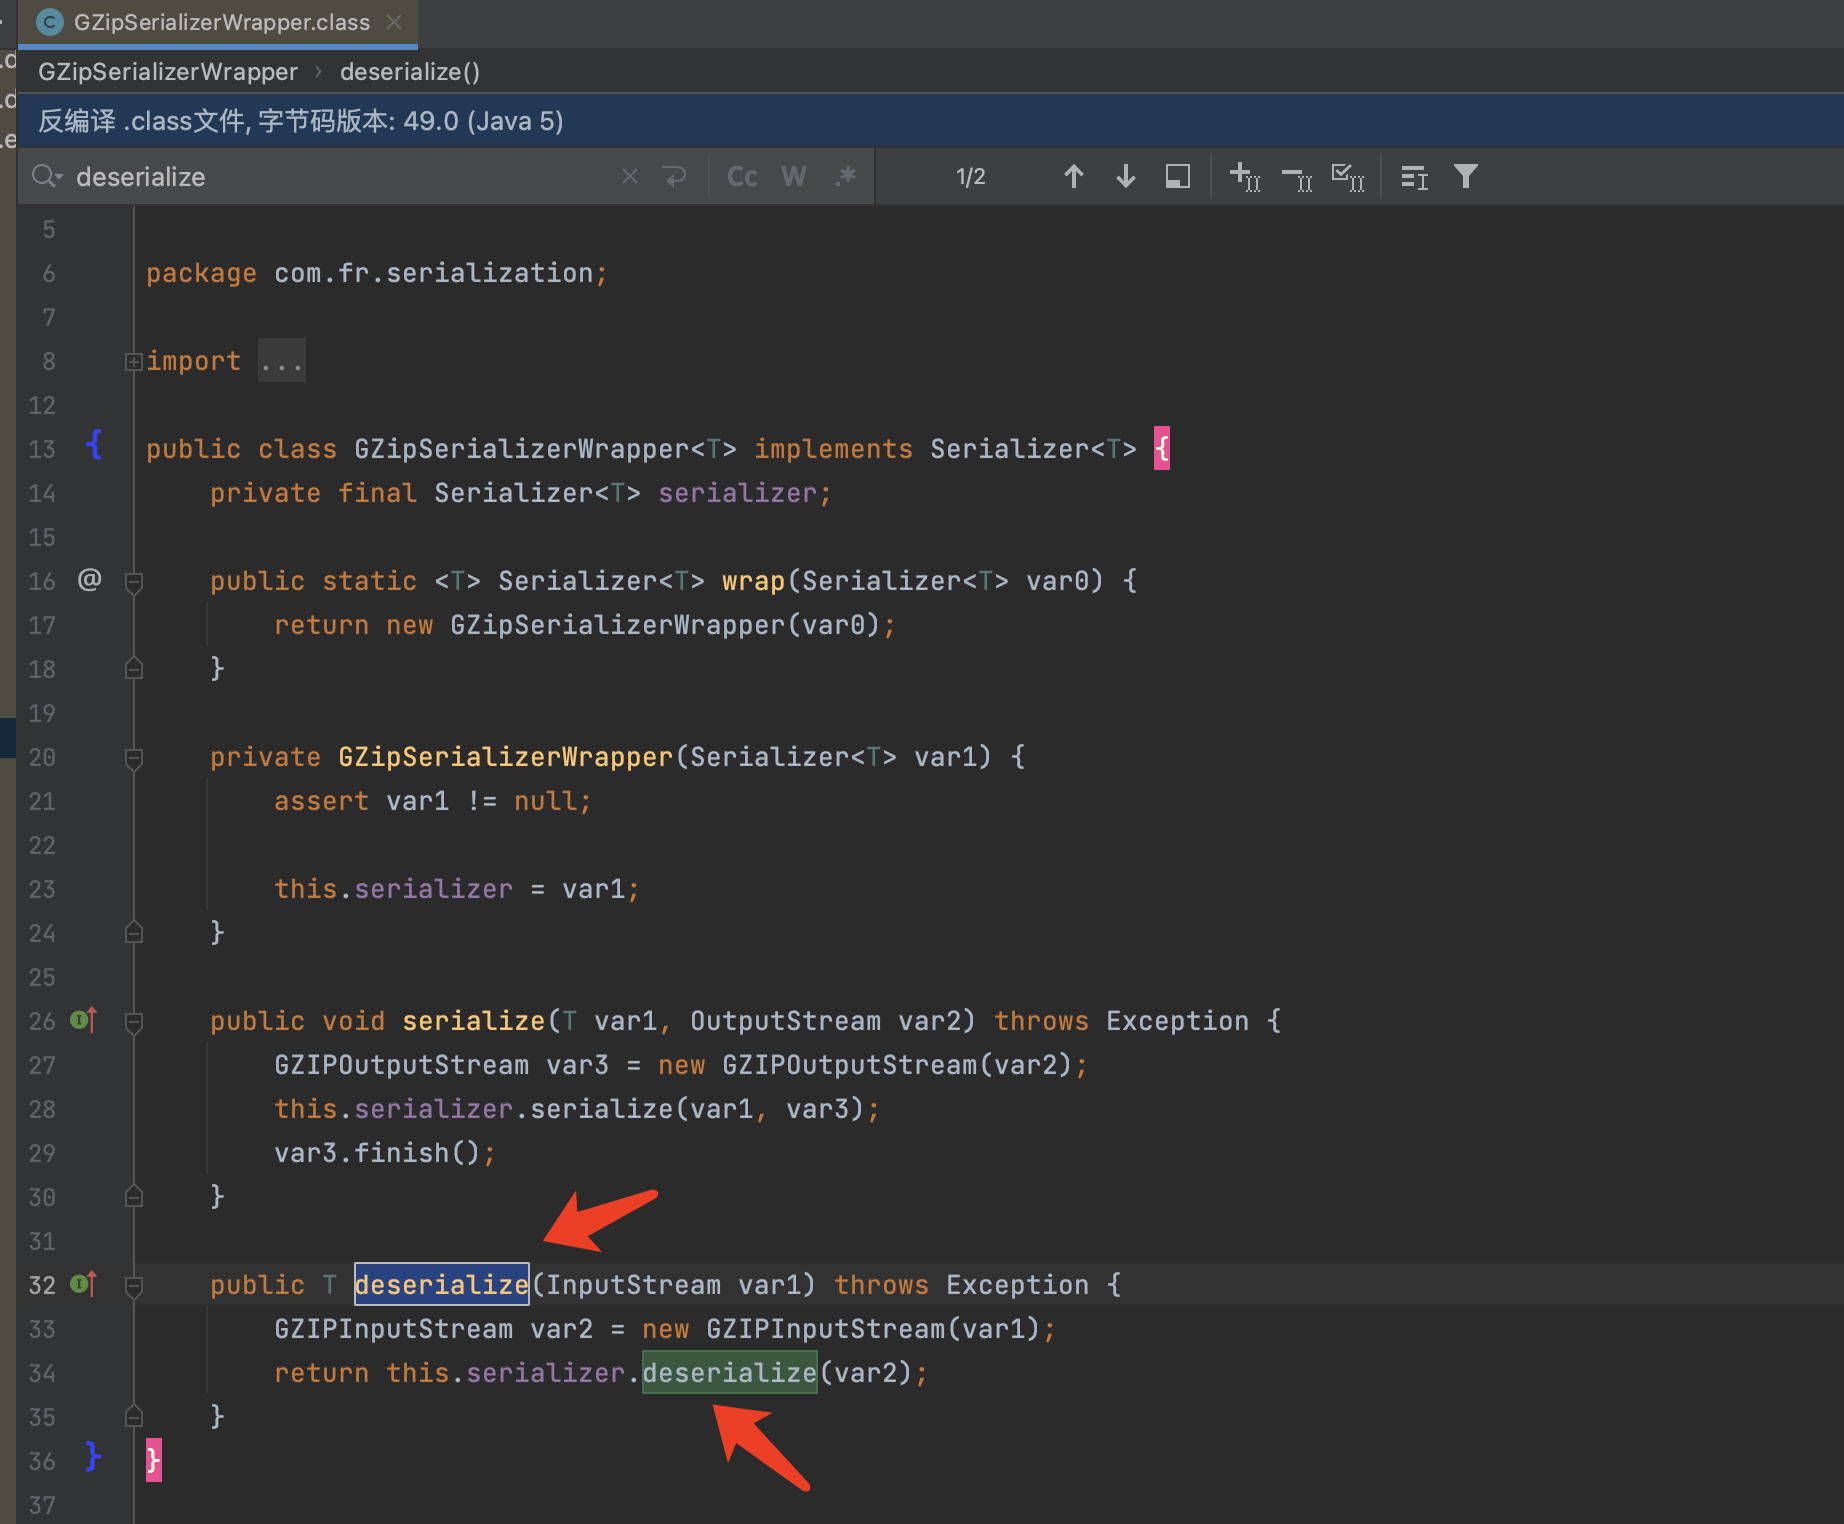 GZipSerializerWrapper.class
GZipSerializerWrapper › deserialize()
反编译 .class文件, 字节码版本: 49.0 (Java 5)
deserialize Cc W .* 1/2
5
6 package com.fr.serialization;
7
8 import ...
12
13 public class GZipSerializerWrapper<T> implements Serializer<T> {
14 private final Serializer<T> serializer;
15
16 @ public static <T> Serializer<T> wrap(Serializer<T> var0) {
17 return new GZipSerializerWrapper(var0);
18 }
19
20 private GZipSerializerWrapper(Serializer<T> var1) {
21 assert var1 != null;
22
23 this.serializer = var1;
24 }
25
26 public void serialize(T var1, OutputStream var2) throws Exception {
27 GZIPOutputStream var3 = new GZIPOutputStream(var2);
28 this.serializer.serialize(var1, var3);
29 var3.finish();
30 }
31
32 public T deserialize(InputStream var1) throws Exception {
33 GZIPInputStream var2 = new GZIPInputStream(var1);
34 return this.serializer.deserialize(var2);
35 }
36 }
37